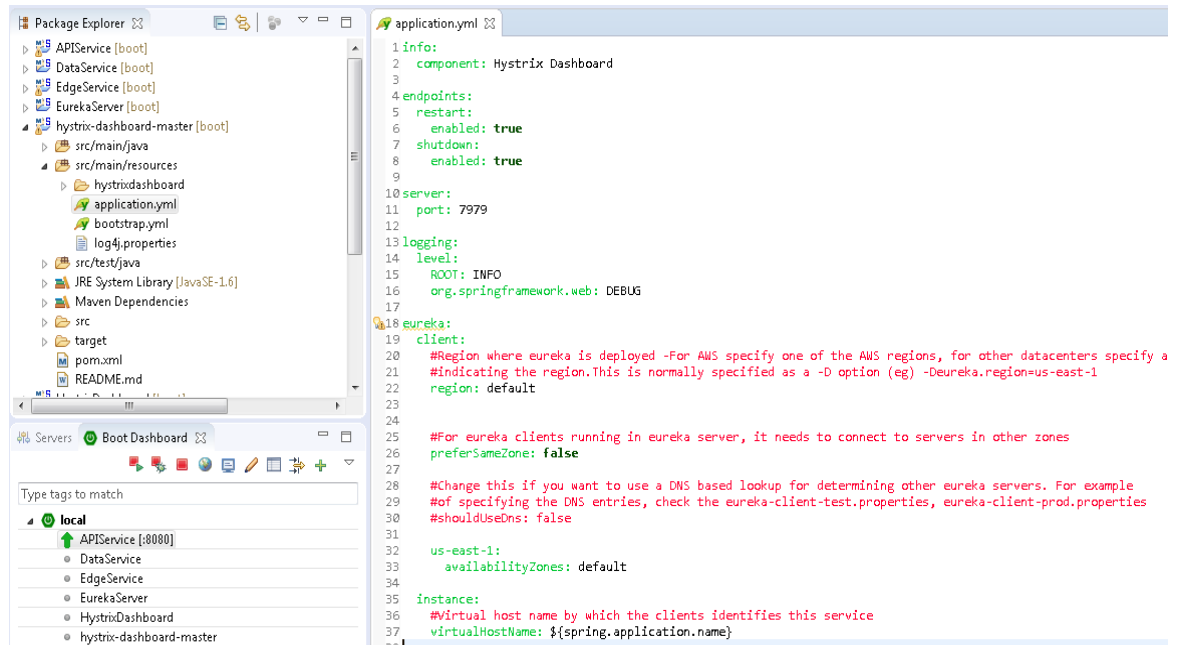 Package Explorer
APIService [boot]
DataService [boot]
EdgeService [boot]
EurekaServer [boot]
hystrix-dashboard-master [boot]
src/main/java
src/main/resources
hystrixdashboard
application.yml
bootstrap.yml
log4j.properties
src/test/java
JRE System Library [JavaSE-1.6]
Maven Dependencies
src
target
pom.xml
README.md
Servers Boot Dashboard
Type tags to match
local
APIService [:8080]
DataService
EdgeService
EurekaServer
HystrixDashboard
hystrix-dashboard-master
application.yml
1 info:
2 component: Hystrix Dashboard
3
4 endpoints:
5 restart:
6 enabled: true
7 shutdown:
8 enabled: true
9
10 server:
11 port: 7979
12
13 logging:
14 level:
15 ROOT: INFO
16 org.springframework.web: DEBUG
17
18 eureka:
19 client:
20 #Region where eureka is deployed -For AWS specify one of the AWS regions, for other datacenters specify a
21 #indicating the region.This is normally specified as a -D option (eg) -Deureka.region=us-east-1
22 region: default
23
24
25 #For eureka clients running in eureka server, it needs to connect to servers in other zones
26 preferSameZone: false
27
28 #Change this if you want to use a DNS based lookup for determining other eureka servers. For example
29 #of specifying the DNS entries, check the eureka-client-test.properties, eureka-client-prod.properties
30 #shouldUseDns: false
31
32 us-east-1:
33 availabilityZones: default
34
35 instance:
36 #Virtual host name by which the clients identifies this service
37 virtualHostName: ${spring.application.name}